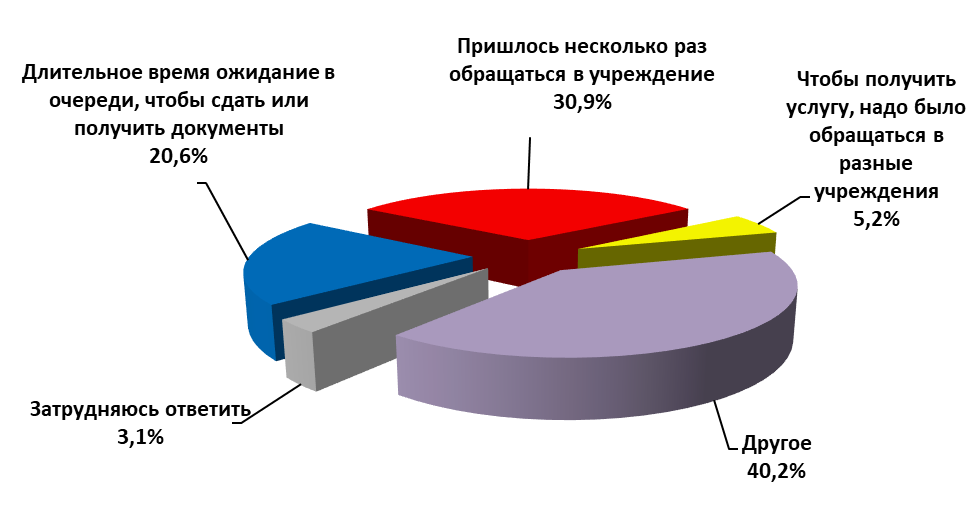 Пришлось несколько раз
обращаться в учреждение
30,9%
Длительное время ожидания в
очереди, чтобы сдать или
получить документы
20,6%
Чтобы получить
услугу, надо было
обращаться в
разные
учреждения
5,2%
Затрудняюсь ответить
3,1%
Другое
40,2%